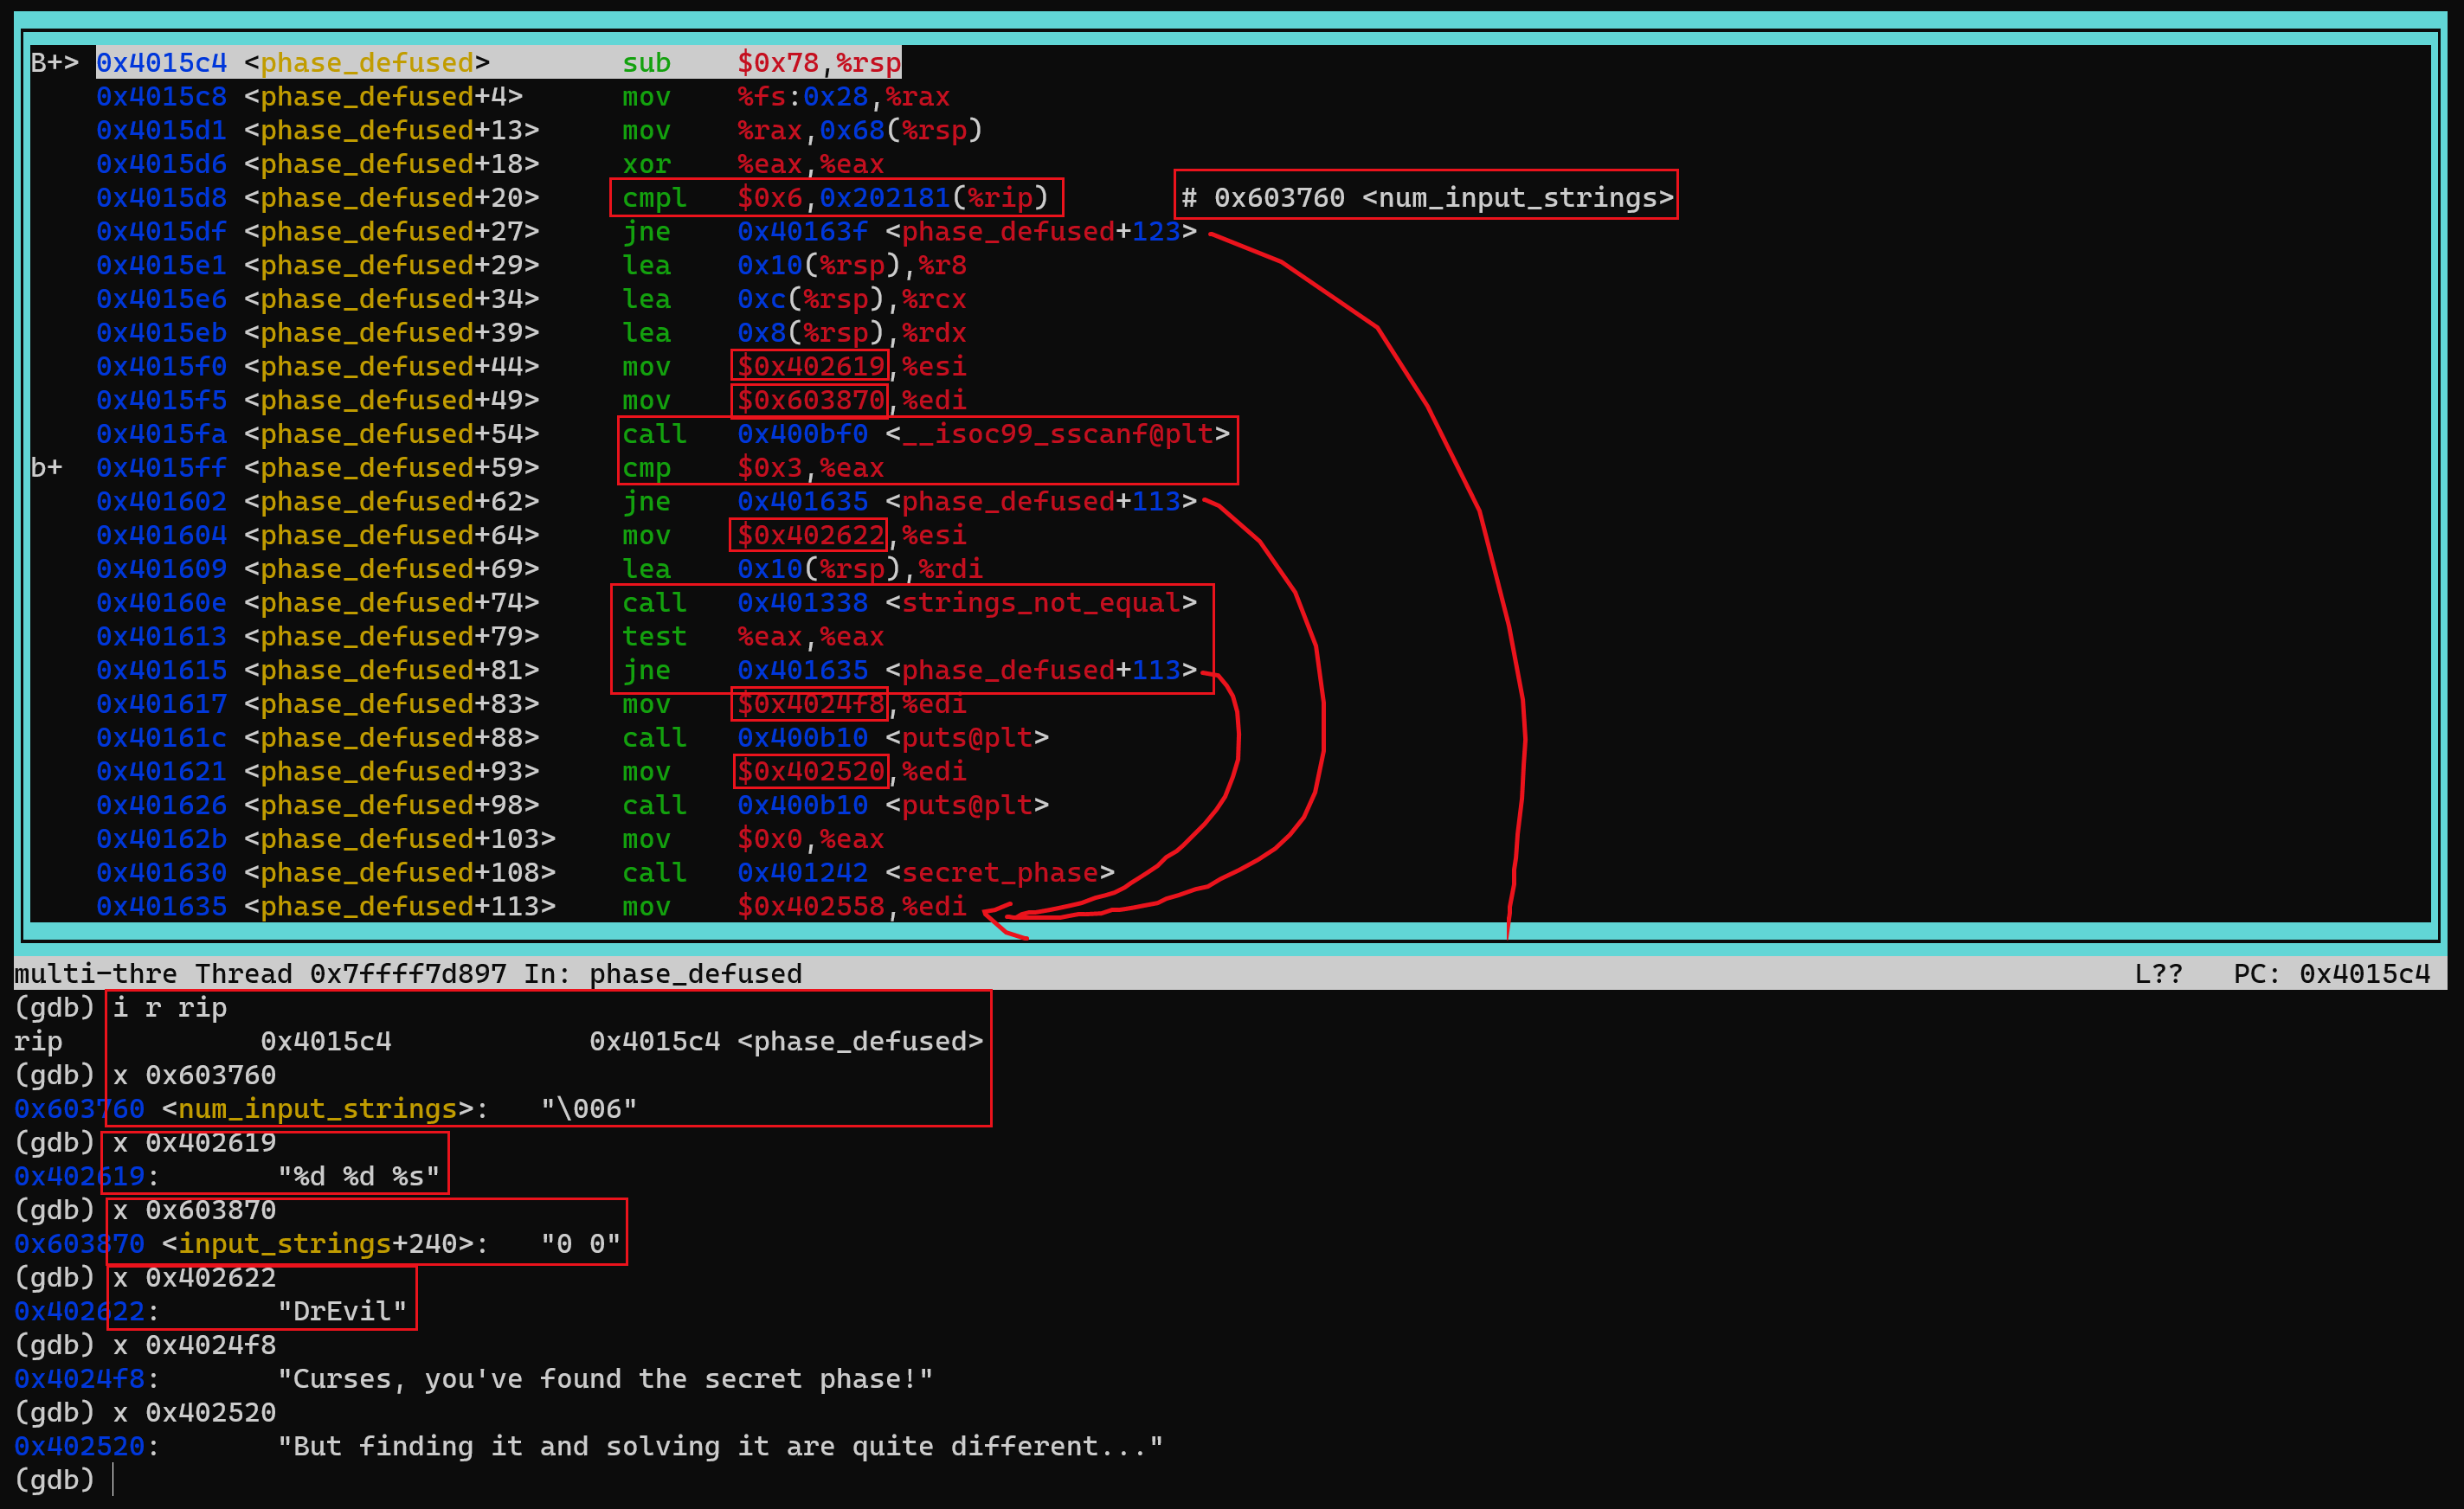 B+> 0x4015c4 <phase_defused> sub $0x78,%rsp
0x4015c8 <phase_defused+4> mov %fs:0x28,%rax
0x4015d1 <phase_defused+13> mov %rax,0x68(%rsp)
0x4015d6 <phase_defused+18> xor %eax,%eax
0x4015d8 <phase_defused+20> cmpl $0x6,0x202181(%rip) # 0x603760 <num_input_strings>
0x4015df <phase_defused+27> jne 0x40163f <phase_defused+123>
0x4015e1 <phase_defused+29> lea 0x10(%rsp),%r8
0x4015e6 <phase_defused+34> lea 0xc(%rsp),%rcx
0x4015eb <phase_defused+39> lea 0x8(%rsp),%rdx
0x4015f0 <phase_defused+44> mov $0x402619,%esi
0x4015f5 <phase_defused+49> mov $0x603870,%edi
0x4015fa <phase_defused+54> call 0x400bf0 <__isoc99_sscanf@plt>
b+ 0x4015ff <phase_defused+59> cmp $0x3,%eax
0x401602 <phase_defused+62> jne 0x401635 <phase_defused+113>
0x401604 <phase_defused+64> mov $0x402622,%esi
0x401609 <phase_defused+69> lea 0x10(%rsp),%rdi
0x40160e <phase_defused+74> call 0x401338 <strings_not_equal>
0x401613 <phase_defused+79> test %eax,%eax
0x401615 <phase_defused+81> jne 0x401635 <phase_defused+113>
0x401617 <phase_defused+83> mov $0x4024f8,%edi
0x40161c <phase_defused+88> call 0x400b10 <puts@plt>
0x401621 <phase_defused+93> mov $0x402520,%edi
0x401626 <phase_defused+98> call 0x400b10 <puts@plt>
0x40162b <phase_defused+103> mov $0x0,%eax
0x401630 <phase_defused+108> call 0x401242 <secret_phase>
0x401635 <phase_defused+113> mov $0x402558,%edi
multi-thre Thread 0x7ffff7d897 In: phase_defused L?? PC: 0x4015c4
(gdb) i r rip
rip 0x4015c4 0x4015c4 <phase_defused>
(gdb) x 0x603760
0x603760 <num_input_strings>: "\006"
(gdb) x 0x402619
0x402619: "%d %d %s"
(gdb) x 0x603870
0x603870 <input_strings+240>: "0 0"
(gdb) x 0x402622
0x402622: "DrEvil"
(gdb) x 0x4024f8
0x4024f8: "Curses, you've found the secret phase!"
(gdb) x 0x402520
0x402520: "But finding it and solving it are quite different..."
(gdb)